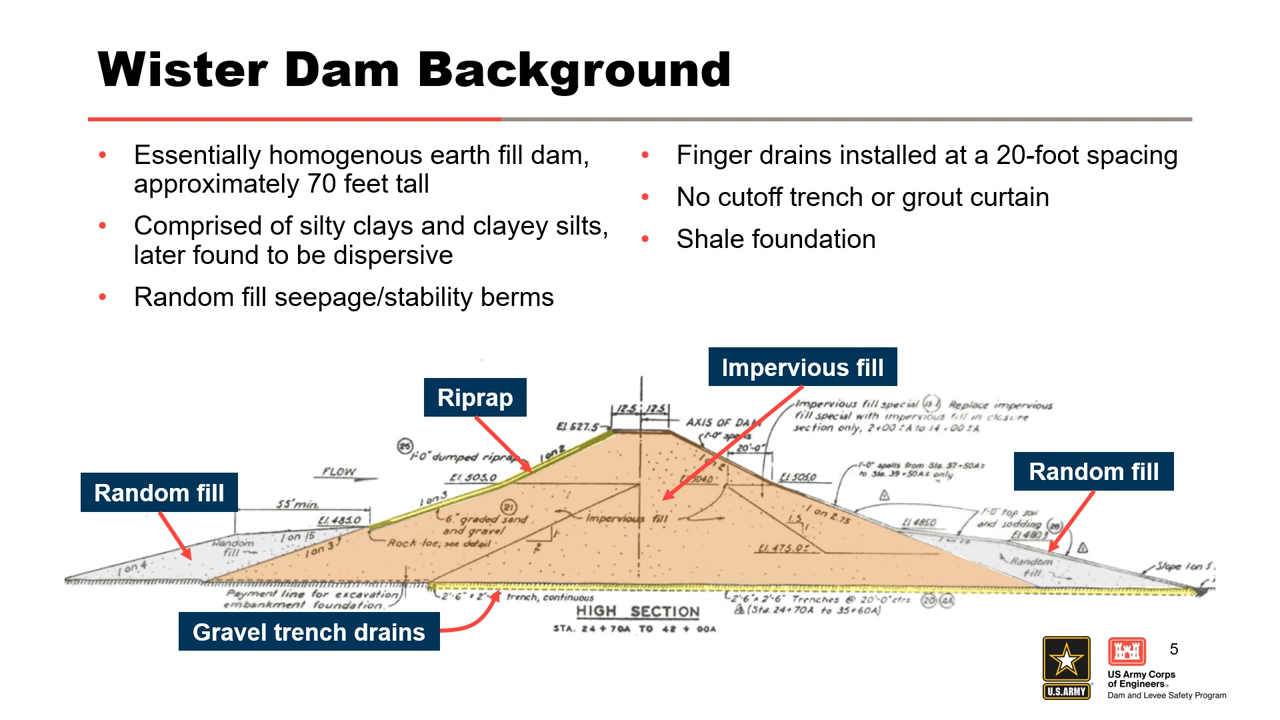 Wister Dam Background
• Essentially homogenous earth fill dam,
approximately 70 feet tall
• Comprised of silty clays and clayey silts,
later found to be dispersive
• Random fill seepage/stability berms
• Finger drains installed at a 20-foot spacing
• No cutoff trench or grout curtain
• Shale foundation
Impervious fill
Riprap
Random fill
Random fill
Gravel trench drains
12.5 12.5
El. 527.5
AXIS OF DAM
Impervious fill special Replace impervious
fill special with impervious fill in closure
section only, 2+00±A to 14+00±A
1'-0" dumped riprap
1 on 2
20'-0"
FLOW
El. 505.0
El. 505.0
1'-0" spalls from Sta. 37+50A±
to Sta. 39+50A± only.
55' min.
1 on 3
21
6" graded sand
and gravel
Impervious fill
1 on 2.75
El. 485.0
El. 485.0
1'-0" top soil
and sodding
El. 480.5
1 on 15
Random
fill
1 on 3
Rock-toe; see detail
El. 475.0±
Random
fill
1 on 4
Slope 1 on 5
Payment line for excavation
embankment foundation.
trench, continuous
2'-6" x 2'-6" Trenches @ 20'-0" ctrs
(Sta. 24+70A to 35+60A)
HIGH SECTION
STA. 24+70A TO 42+00A
U.S.ARMY
US Army Corps
of Engineers®
Dam and Levee Safety Program
5